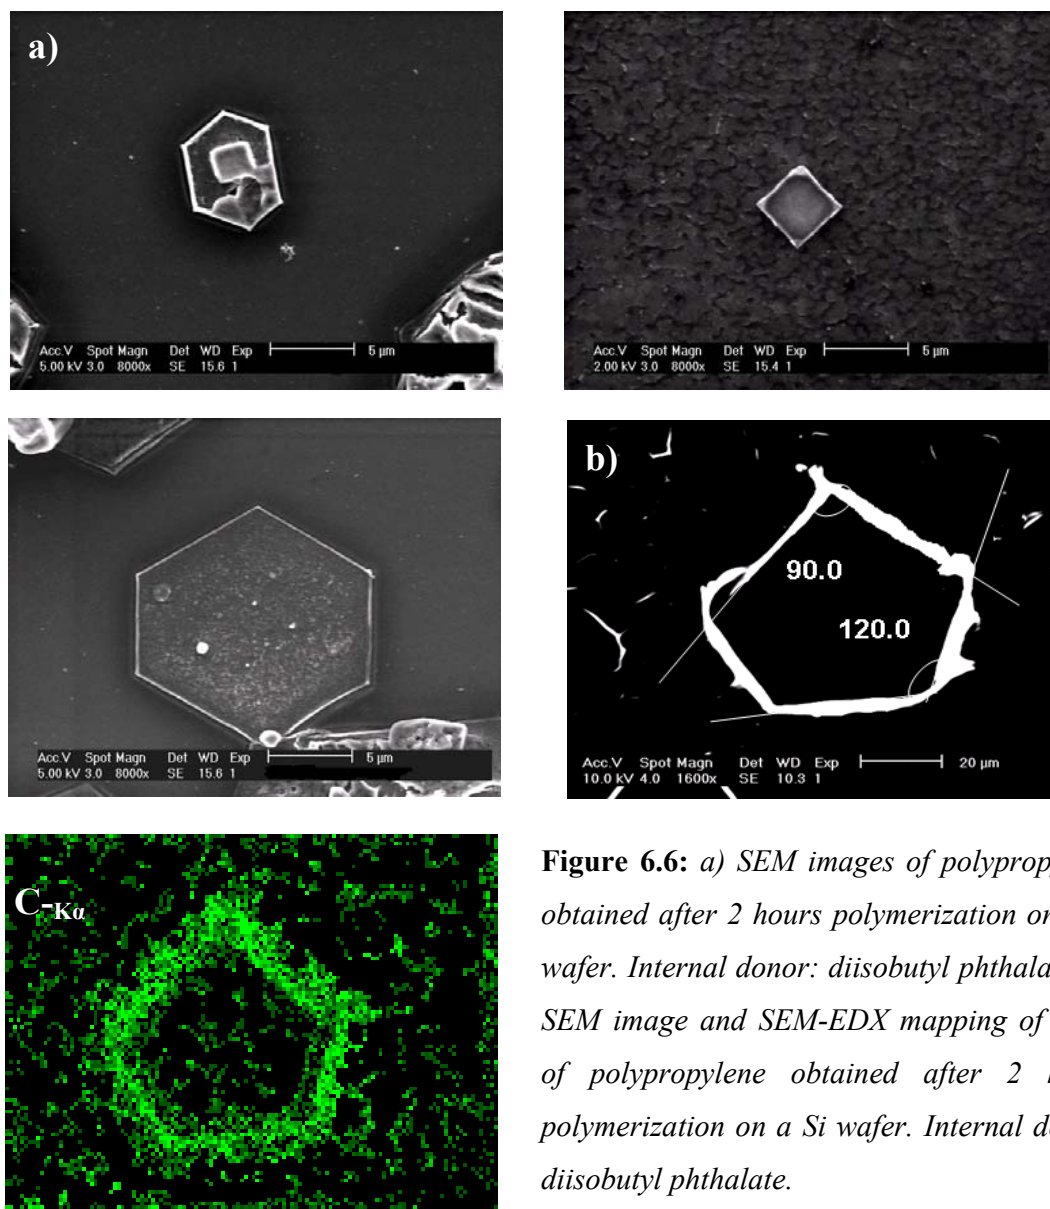 a)
Acc.V Spot Magn Det WD Exp 5 µm
5.00 kV 3.0 8000x SE 15.6 1
Acc.V Spot Magn Det WD Exp 5 µm
2.00 kV 3.0 8000x SE 15.4 1
Acc.V Spot Magn Det WD Exp 5 µm
5.00 kV 3.0 8000x SE 15.6 1
b)
90.0
120.0
Acc.V Spot Magn Det WD Exp 20 µm
10.0 kV 4.0 1600x SE 10.3 1
C-Kα
Figure 6.6: a) SEM images of polyprop
obtained after 2 hours polymerization on
wafer. Internal donor: diisobutyl phthala
SEM image and SEM-EDX mapping of
of polypropylene obtained after 2
polymerization on a Si wafer. Internal d
diisobutyl phthalate.